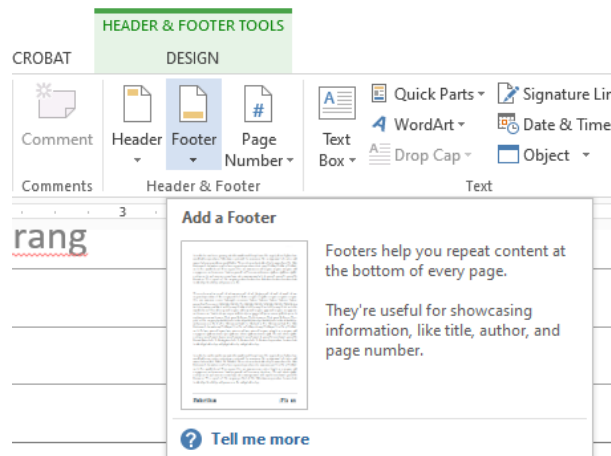 HEADER & FOOTER TOOLS
CROBAT DESIGN
Comment Header Footer Page Number Text Box Quick Parts Signature Lin
WordArt Date & Time
Drop Cap Object
Comments Header & Footer Text
3
rang
Add a Footer
Footers help you repeat content at
the bottom of every page.
They're useful for showcasing
information, like title, author, and
page number.
Tell me more